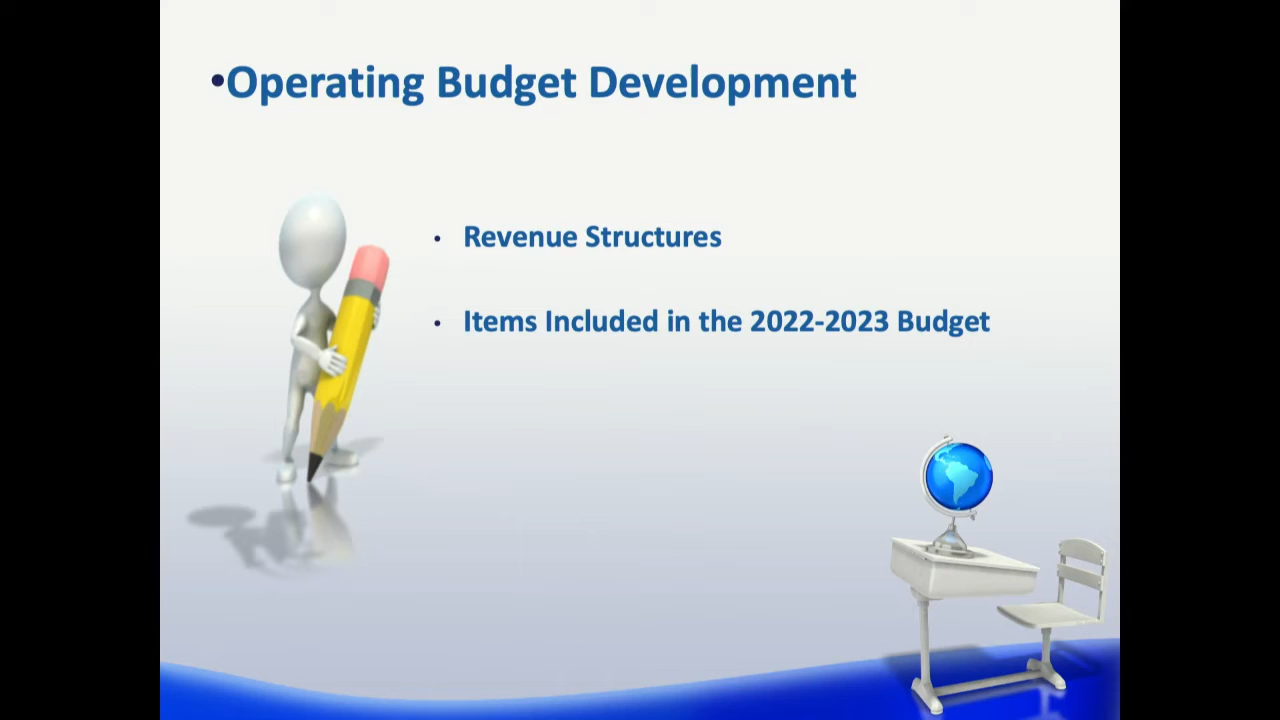 •Operating Budget Development
• Revenue Structures
• Items Included in the 2022-2023 Budget